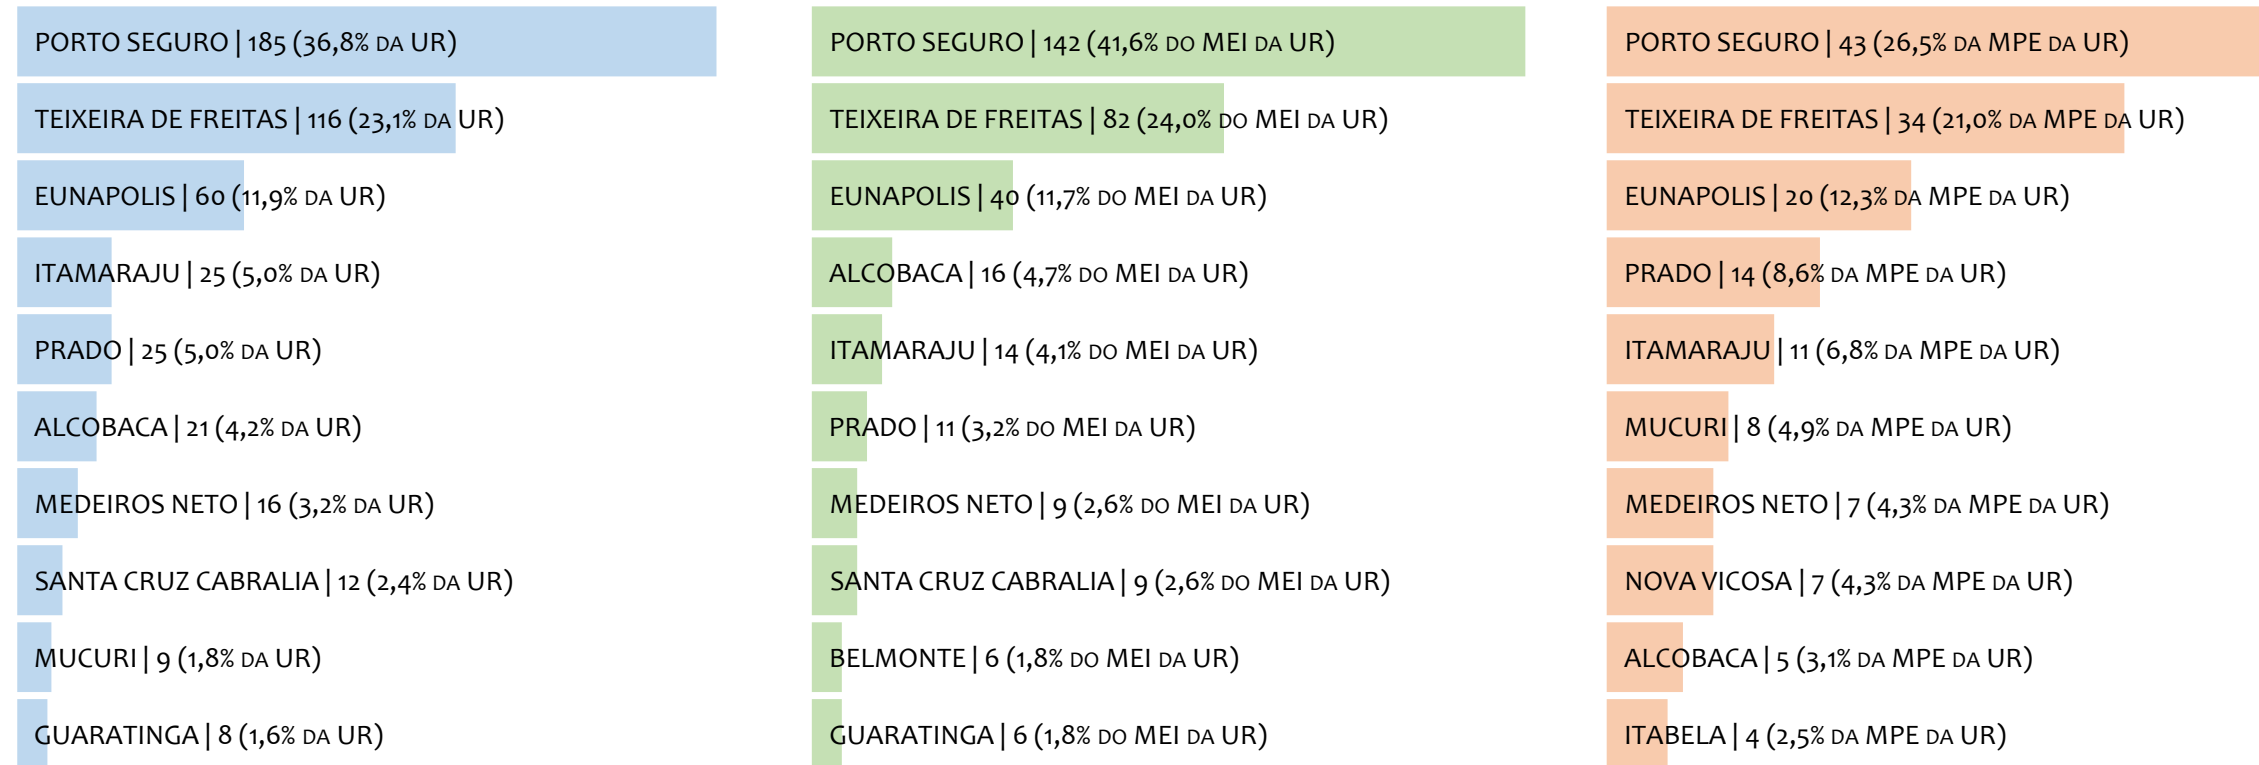 PORTO SEGURO | 185 (36,8% DA UR)
TEIXEIRA DE FREITAS | 116 (23,1% DA UR)
EUNAPOLIS | 60 (11,9% DA UR)
ITAMARAJU | 25 (5,0% DA UR)
PRADO | 25 (5,0% DA UR)
ALCOBACA | 21 (4,2% DA UR)
MEDEIROS NETO | 16 (3,2% DA UR)
SANTA CRUZ CABRALIA | 12 (2,4% DA UR)
MUCURI | 9 (1,8% DA UR)
GUARATINGA | 8 (1,6% DA UR)
PORTO SEGURO | 142 (41,6% DO MEI DA UR)
TEIXEIRA DE FREITAS | 82 (24,0% DO MEI DA UR)
EUNAPOLIS | 40 (11,7% DO MEI DA UR)
ALCOBACA | 16 (4,7% DO MEI DA UR)
ITAMARAJU | 14 (4,1% DO MEI DA UR)
PRADO | 11 (3,2% DO MEI DA UR)
MEDEIROS NETO | 9 (2,6% DO MEI DA UR)
SANTA CRUZ CABRALIA | 9 (2,6% DO MEI DA UR)
BELMONTE | 6 (1,8% DO MEI DA UR)
GUARATINGA | 6 (1,8% DO MEI DA UR)
PORTO SEGURO | 43 (26,5% DA MPE DA UR)
TEIXEIRA DE FREITAS | 34 (21,0% DA MPE DA UR)
EUNAPOLIS | 20 (12,3% DA MPE DA UR)
PRADO | 14 (8,6% DA MPE DA UR)
ITAMARAJU | 11 (6,8% DA MPE DA UR)
MUCURI | 8 (4,9% DA MPE DA UR)
MEDEIROS NETO | 7 (4,3% DA MPE DA UR)
NOVA VICOSA | 7 (4,3% DA MPE DA UR)
ALCOBACA | 5 (3,1% DA MPE DA UR)
ITABELA | 4 (2,5% DA MPE DA UR)